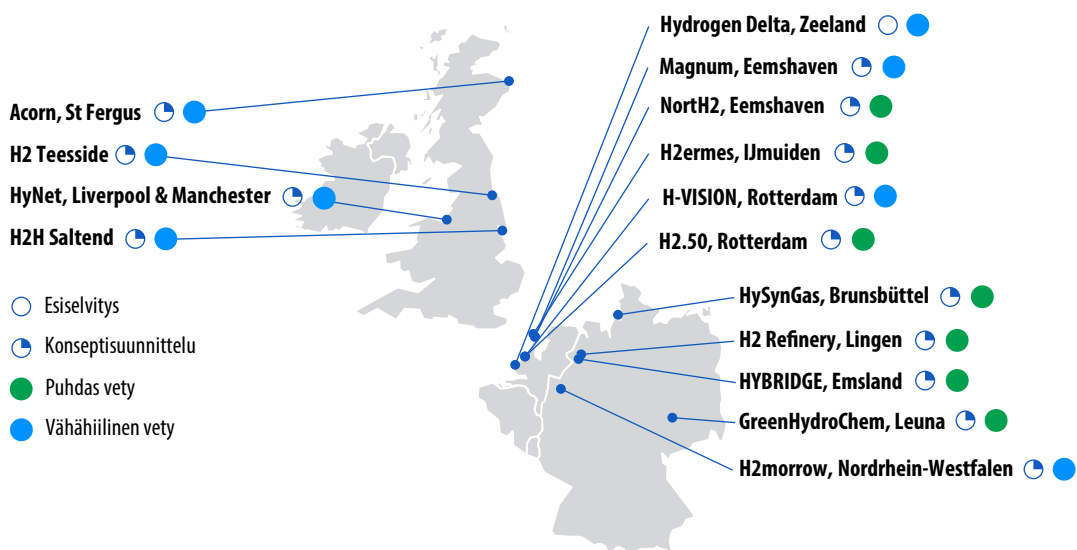 Acorn, St Fergus
H2 Teesside
HyNet, Liverpool & Manchester
H2H Saltend
Esiselvitys
Konseptisuunnittelu
Puhdas vety
Vähähiilinen vety
Hydrogen Delta, Zeeland
Magnum, Eemshaven
NortH2, Eemshaven
H2ermes, IJmuiden
H-VISION, Rotterdam
H2.50, Rotterdam
HySynGas, Brunsbüttel
H2 Refinery, Lingen
HYBRIDGE, Emsland
GreenHydroChem, Leuna
H2morrow, Nordrhein-Westfalen